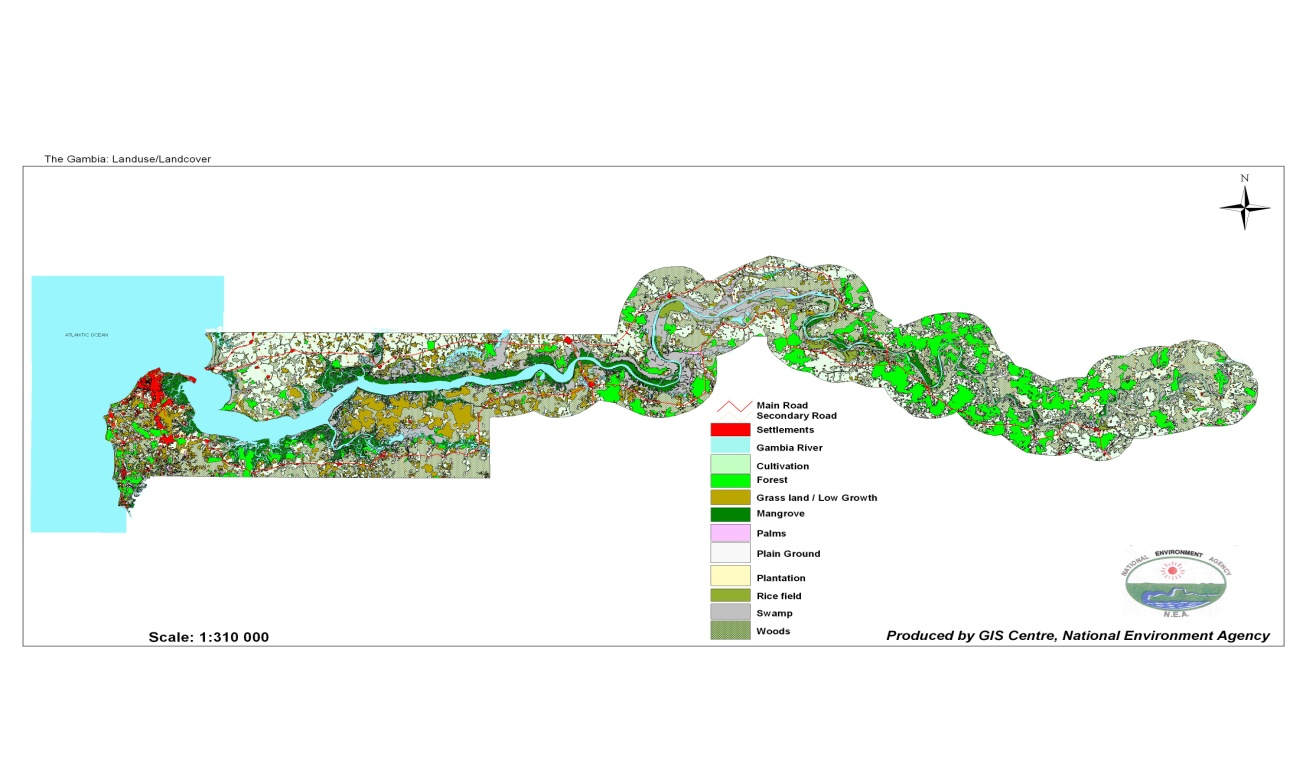 The Gambia: Landuse/Landcover
N
ATLANTIC OCEAN
Main Road
Secondary Road
Settlements
Gambia River
Cultivation
Forest
Grass land / Low Growth
Mangrove
Palms
Plain Ground
Plantation
Rice field
Swamp
Woods
NATIONAL ENVIRONMENT AGENCY
N.E.A.
Scale: 1:310 000
Produced by GIS Centre, National Environment Agency